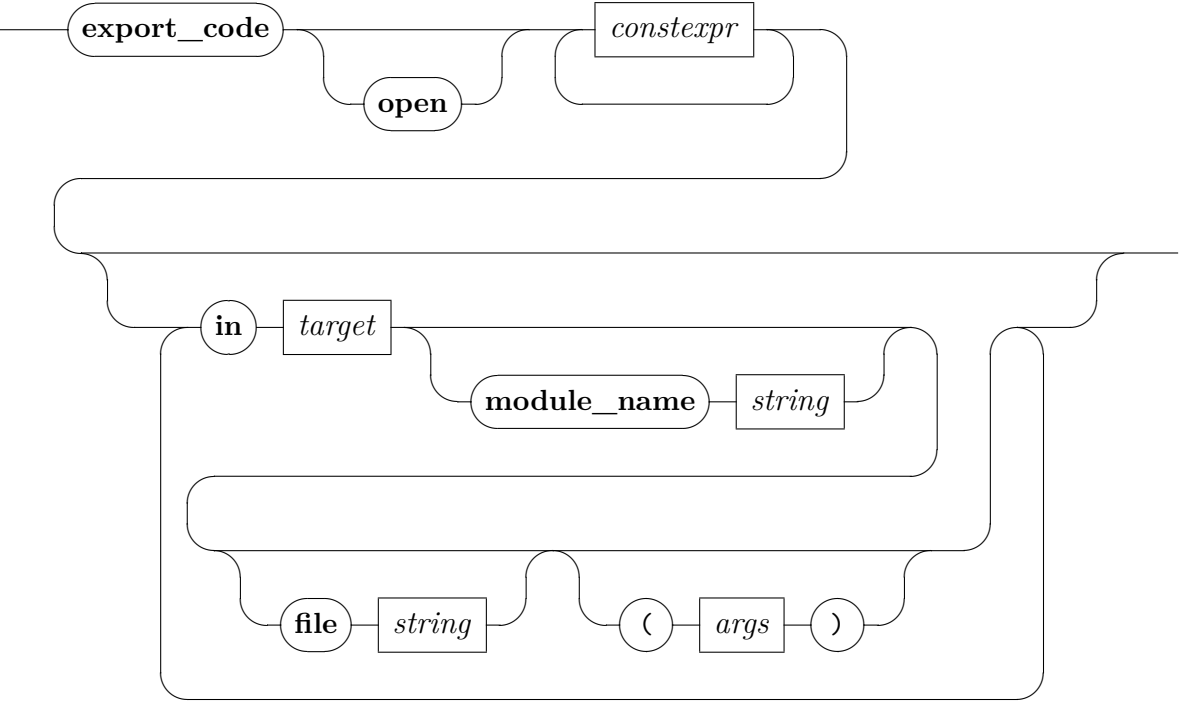 export_code constexpr
open
in target
module_name string
file string ( args )